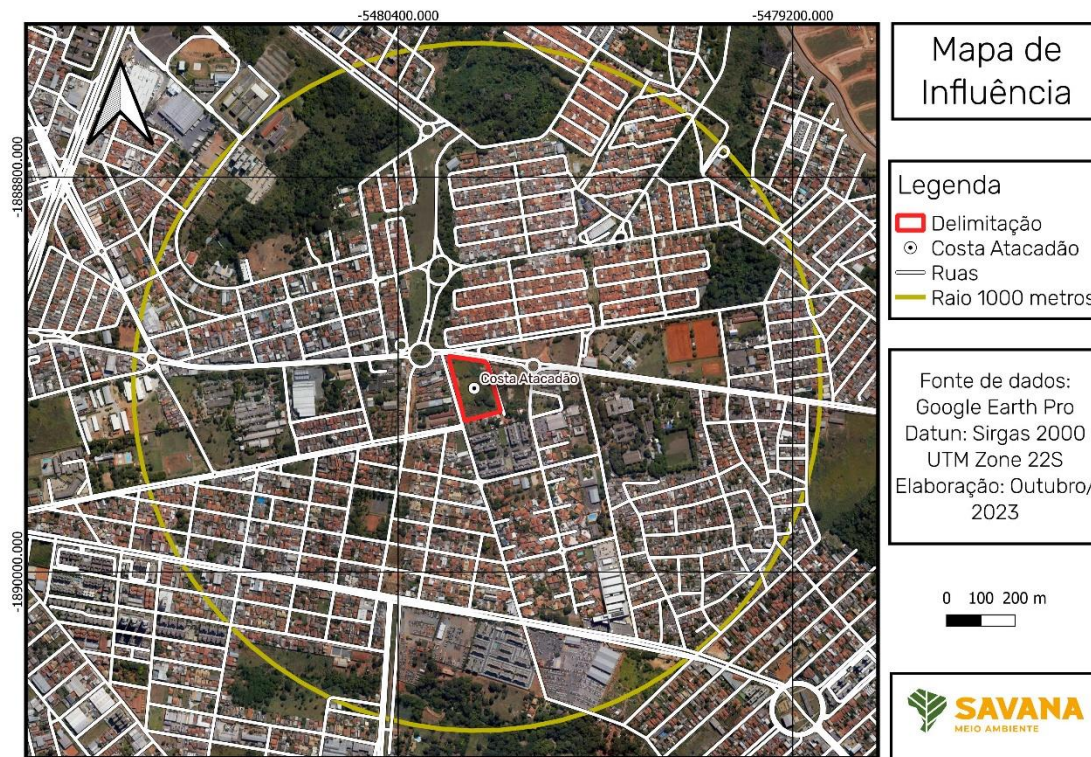 -5480400.000
-5479200.000
-1888800.000
-1890000.000
Costa Atacadão
Mapa de
Influência
Legenda
Delimitação
Costa Atacadão
Ruas
Raio 1000 metros
Fonte de dados:
Google Earth Pro
Datun: Sirgas 2000
UTM Zone 22S
Elaboração: Outubro/
2023
0 100 200 m
SAVANA
MEIO AMBIENTE